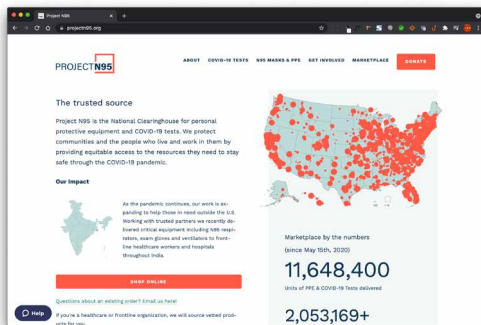 Project N95
projectn95.org
PROJECTN95
ABOUT COVID-19 TESTS N95 MASKS & PPE GET INVOLVED MARKETPLACE DONATE
The trusted source
Project N95 is the National Clearinghouse for personal
protective equipment and COVID-19 tests. We protect
communities and the people who live and work in them by
providing equitable access to the resources they need to stay
safe through the COVID-19 pandemic.
Our Impact
As the pandemic continues, our work is ex-
panding to help those in need outside the U.S.
Working with trusted partners we recently de-
livered critical equipment including N95 respi-
rators, exam gloves and ventilators to front-
line healthcare workers and hospitals
throughout India.
SHOP ONLINE
Questions about an existing order? Email us here!
If you're a healthcare or frontline organization, we will source vetted prod-
ucts for you.
Help
Marketplace by the numbers
(since May 15th, 2020)
11,648,400
Units of PPE & COVID-19 Tests delivered
2,053,169+